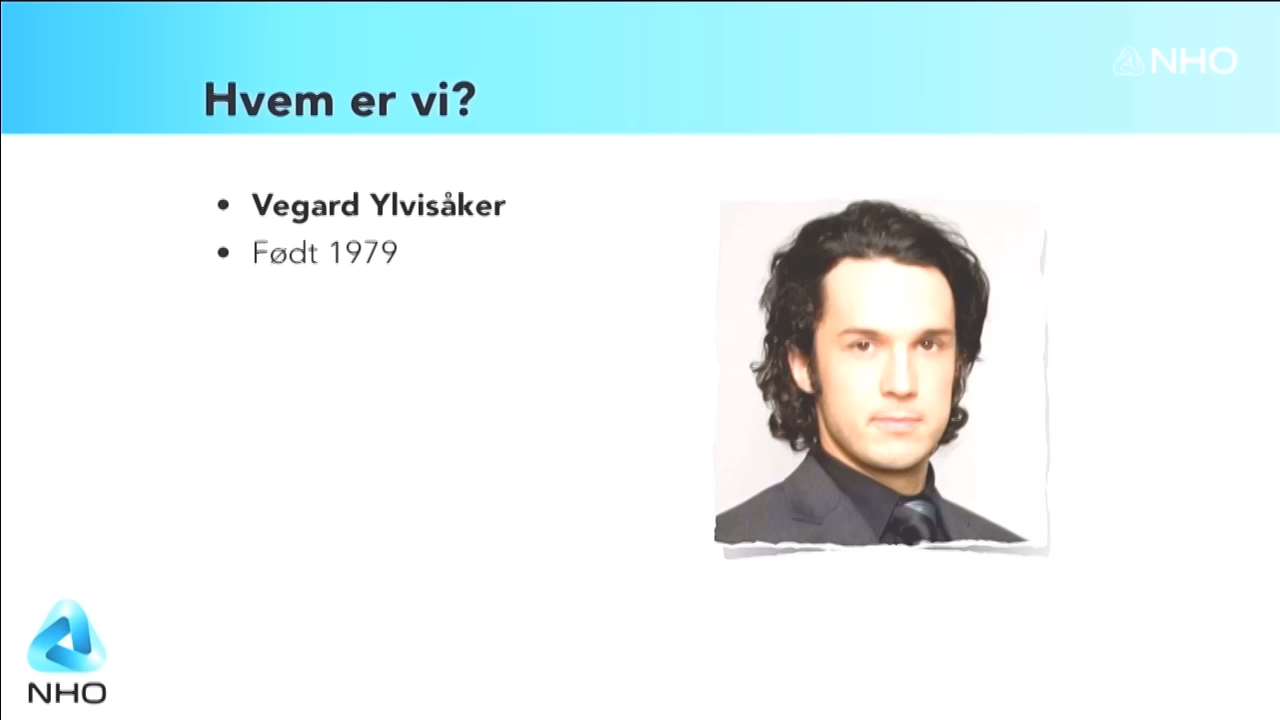 NHO
Hvem er vi?
• Vegard Ylvisåker
• Født 1979
NHO